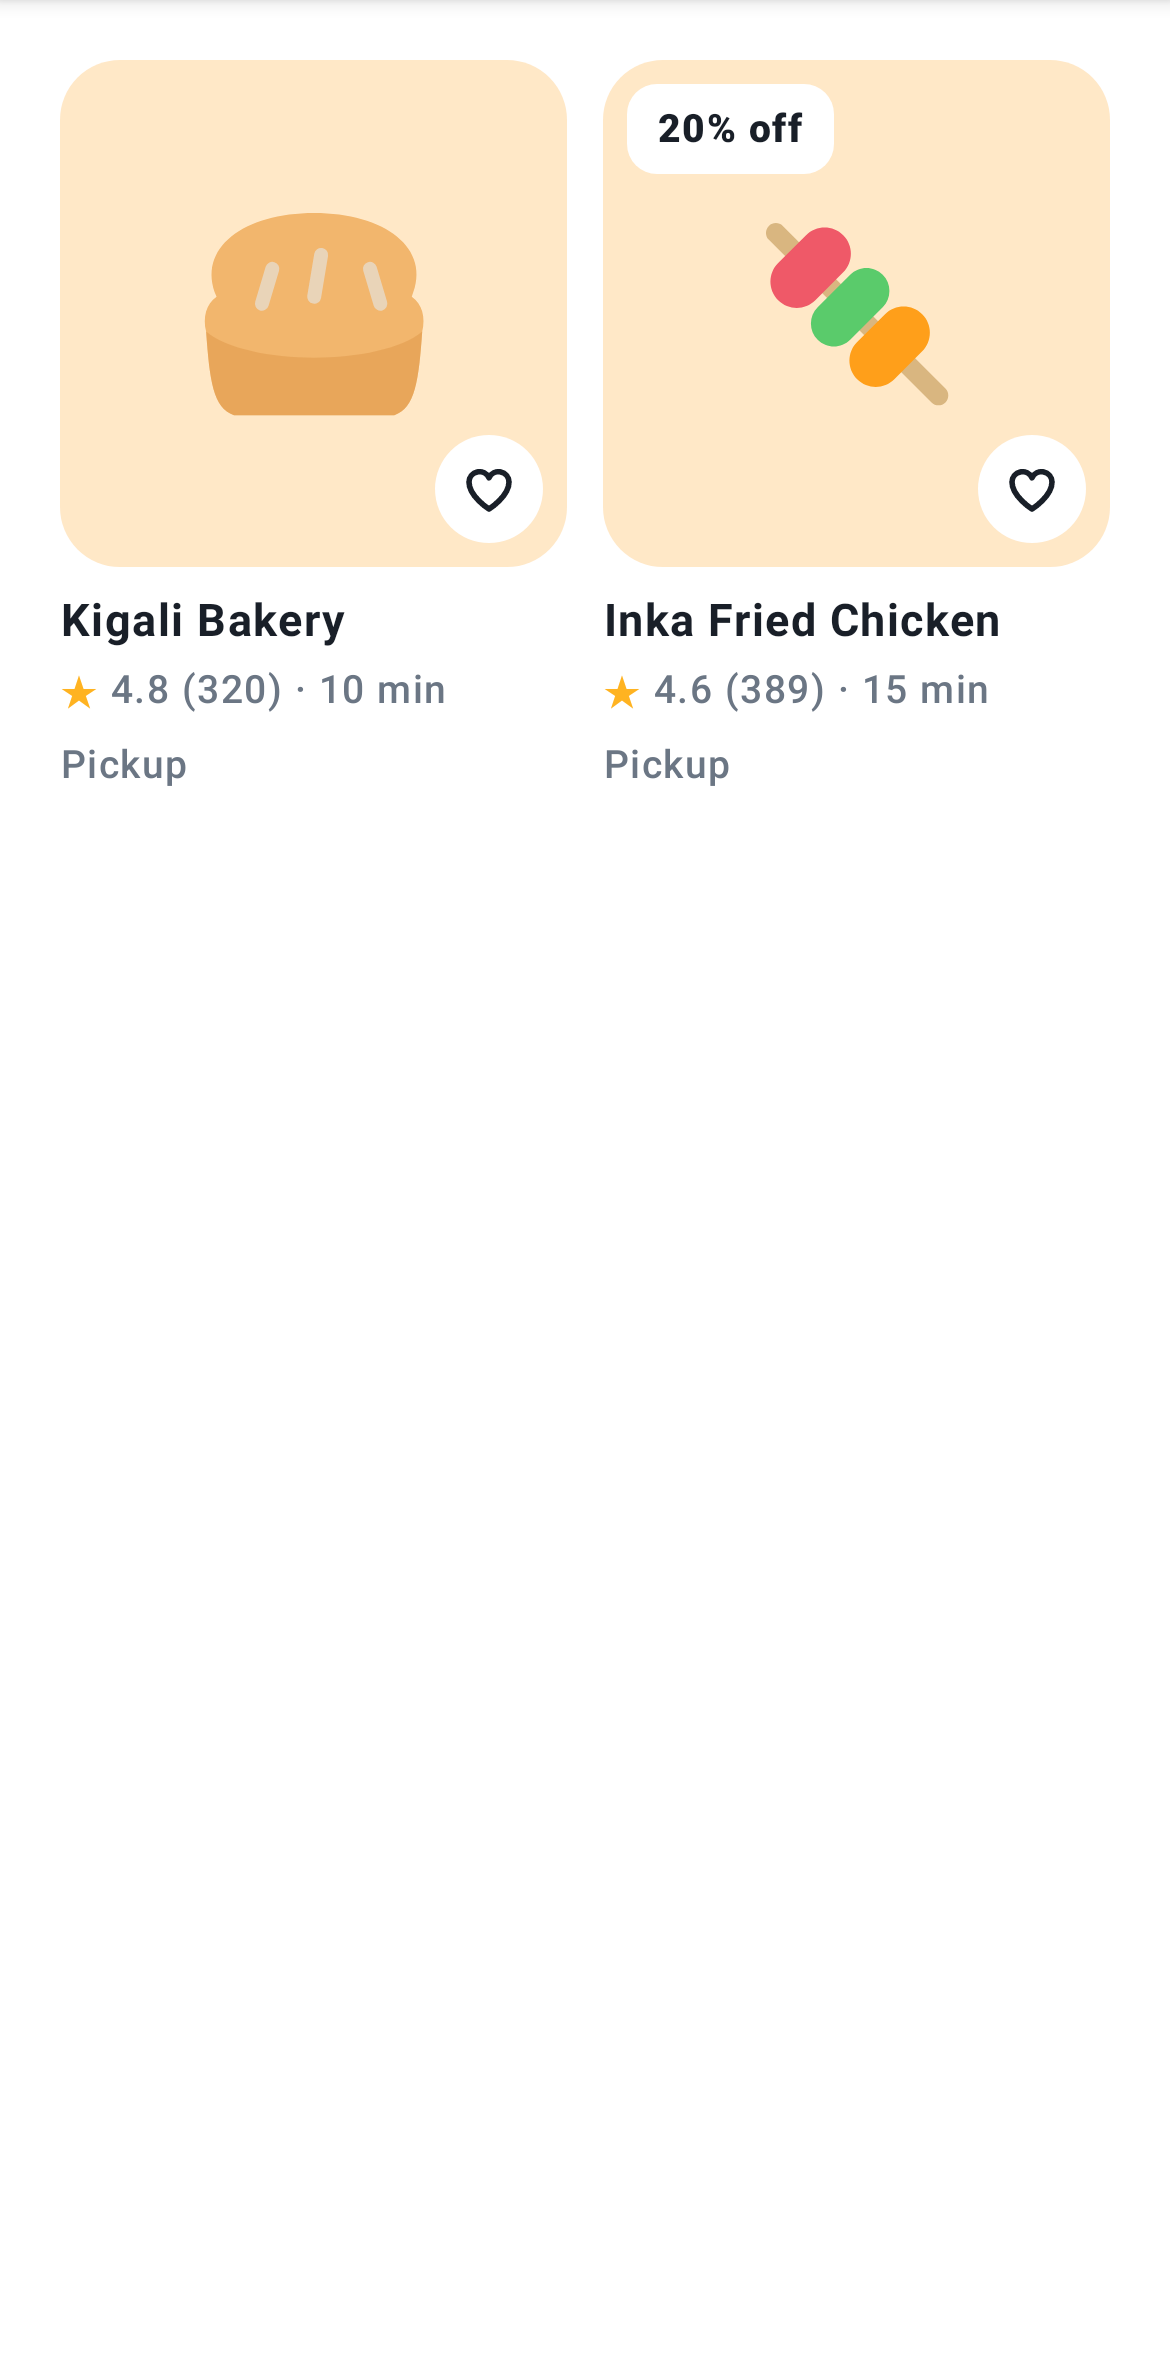 Kigali Bakery
4.8 (320) · 10 min
Pickup
20% off
Inka Fried Chicken
4.6 (389) · 15 min
Pickup